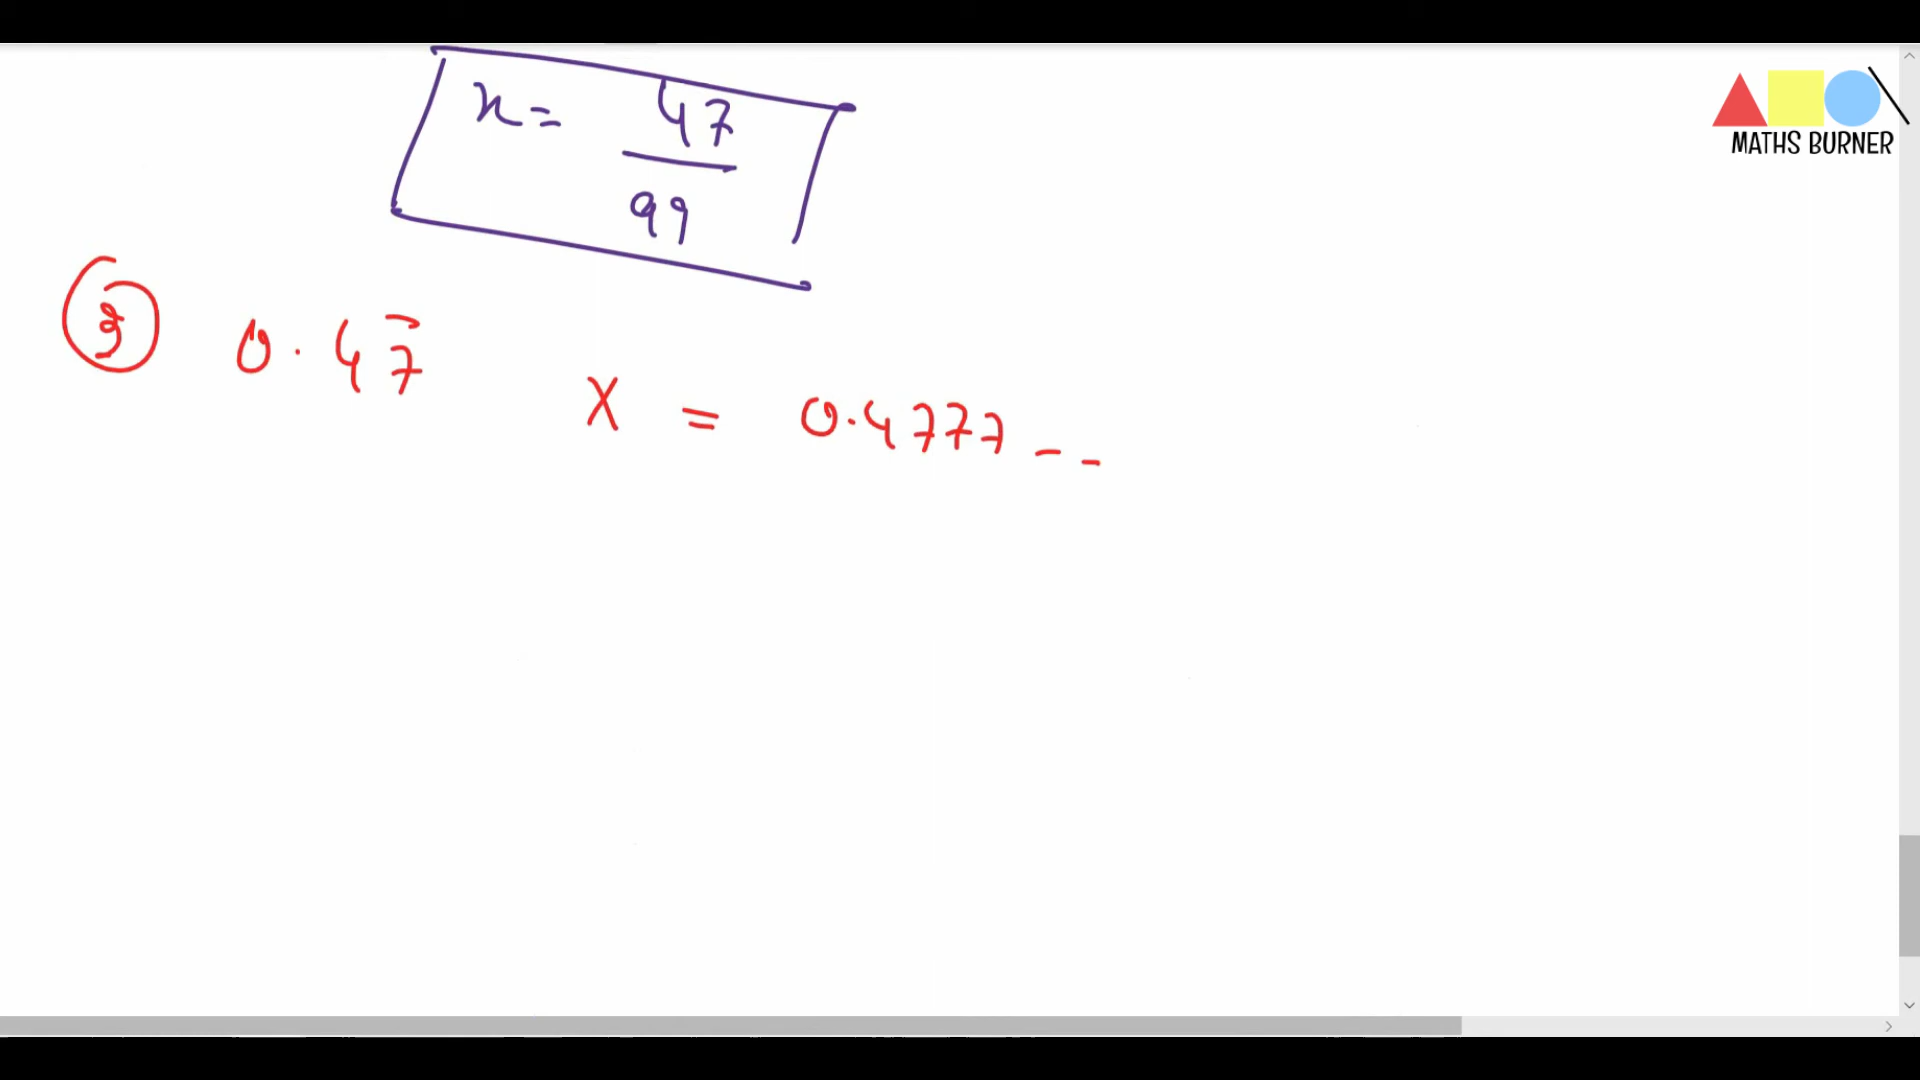 x = 47/99
MATHS BURNER
3 0.47̅
X = 0.4777 - -